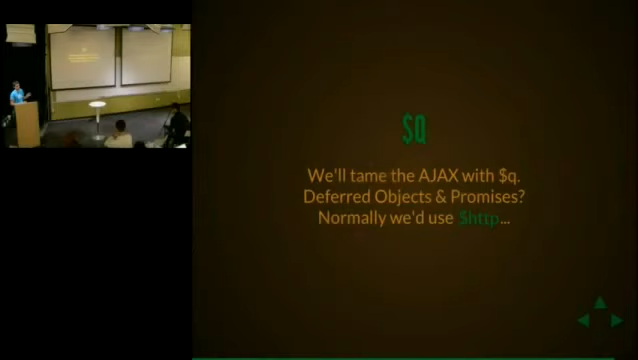 $Q
We'll tame the AJAX with $q.
Deferred Objects & Promises?
Normally we'd use $http...